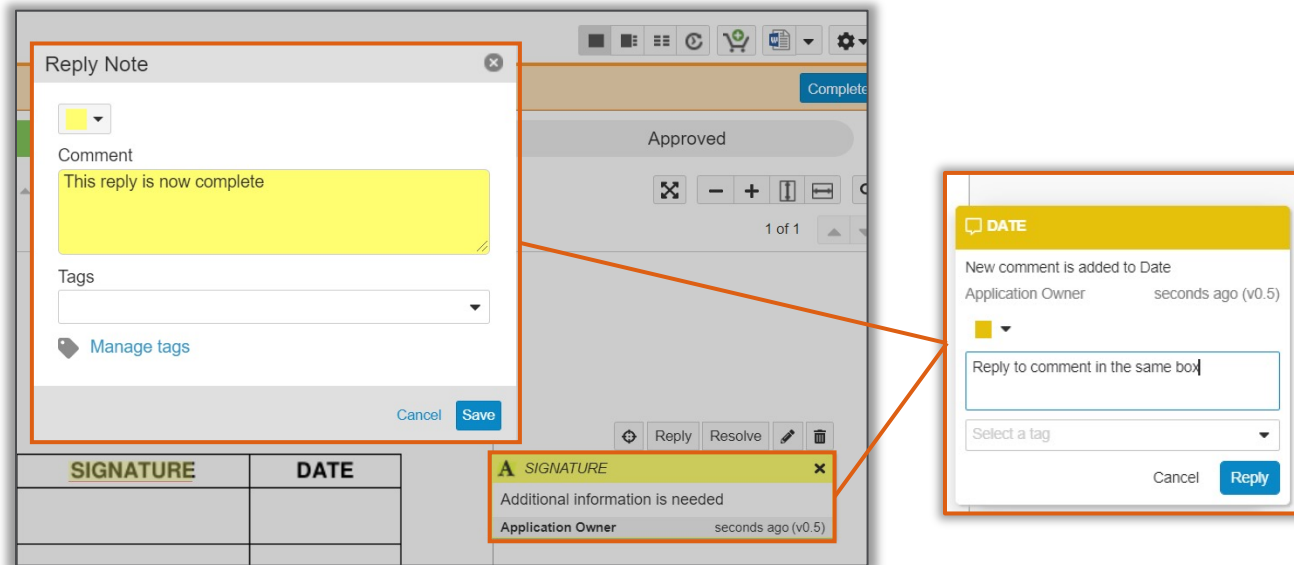 Reply Note
Complete
Comment
This reply is now complete
Approved
1 of 1
Tags
Manage tags
Cancel
Save
Reply
Resolve
SIGNATURE
DATE
A SIGNATURE
Additional information is needed
Application Owner
seconds ago (v0.5)
DATE
New comment is added to Date
Application Owner
seconds ago (v0.5)
Reply to comment in the same box
Select a tag
Cancel
Reply